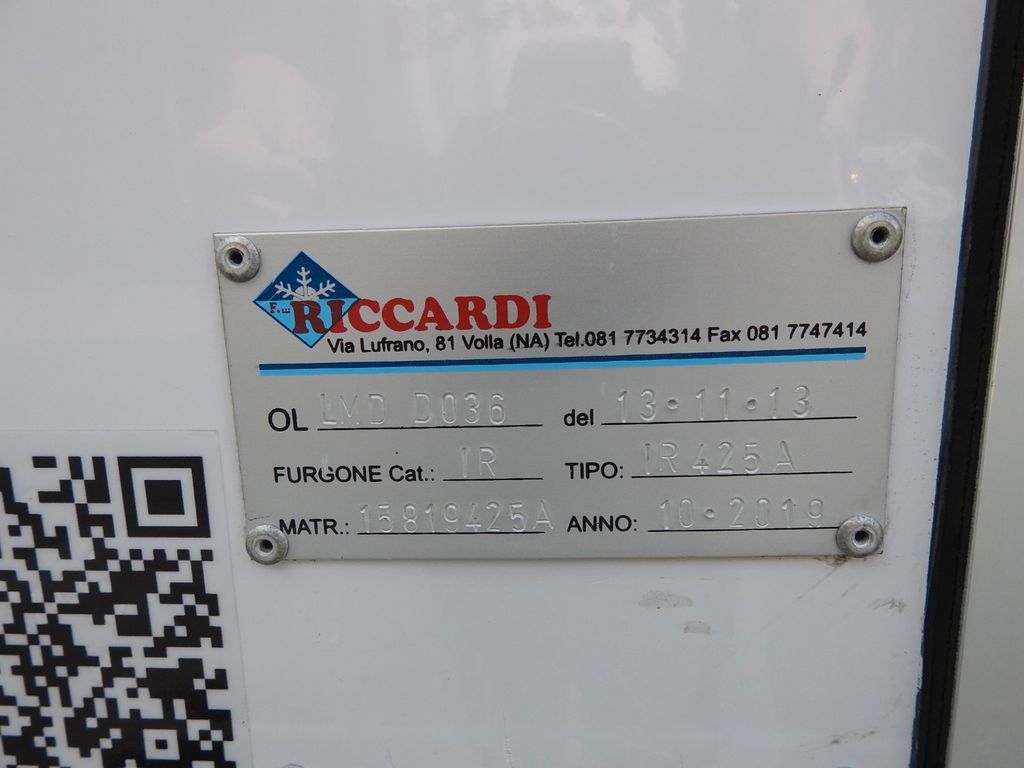 F.LLI RICCARDI
Via Lufrano, 81 Volla (NA) Tel.081 7734314 Fax 081 7747414
OL LMD D036 del 13•11•13
FURGONE Cat.: IR TIPO: IR425A
MATR.: 15819425A ANNO: 10•2019